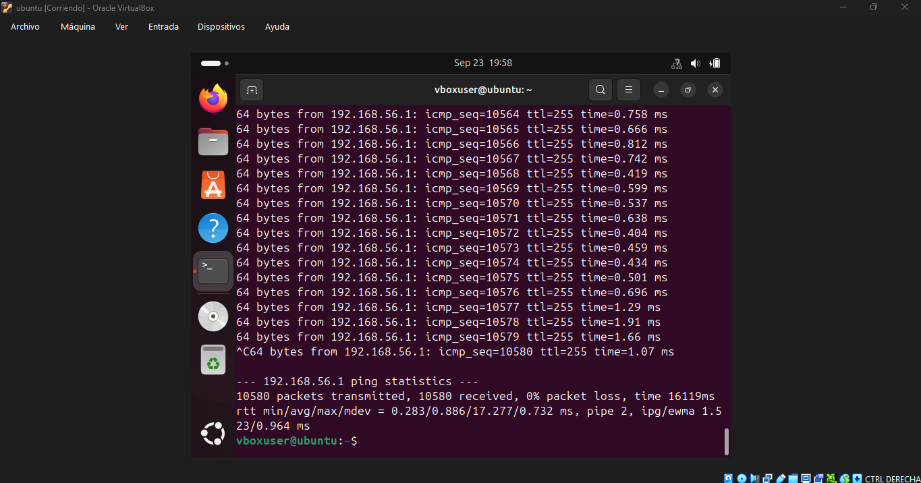 ubuntu [Corriendo] - Oracle VirtualBox
Archivo Máquina Ver Entrada Dispositivos Ayuda
Sep 23 19:58
vboxuser@ubuntu: ~
64 bytes from 192.168.56.1: icmp_seq=10564 ttl=255 time=0.758 ms
64 bytes from 192.168.56.1: icmp_seq=10565 ttl=255 time=0.666 ms
64 bytes from 192.168.56.1: icmp_seq=10566 ttl=255 time=0.812 ms
64 bytes from 192.168.56.1: icmp_seq=10567 ttl=255 time=0.742 ms
64 bytes from 192.168.56.1: icmp_seq=10568 ttl=255 time=0.419 ms
64 bytes from 192.168.56.1: icmp_seq=10569 ttl=255 time=0.599 ms
64 bytes from 192.168.56.1: icmp_seq=10570 ttl=255 time=0.537 ms
64 bytes from 192.168.56.1: icmp_seq=10571 ttl=255 time=0.638 ms
64 bytes from 192.168.56.1: icmp_seq=10572 ttl=255 time=0.404 ms
64 bytes from 192.168.56.1: icmp_seq=10573 ttl=255 time=0.459 ms
64 bytes from 192.168.56.1: icmp_seq=10574 ttl=255 time=0.434 ms
64 bytes from 192.168.56.1: icmp_seq=10575 ttl=255 time=0.501 ms
64 bytes from 192.168.56.1: icmp_seq=10576 ttl=255 time=0.696 ms
64 bytes from 192.168.56.1: icmp_seq=10577 ttl=255 time=1.29 ms
64 bytes from 192.168.56.1: icmp_seq=10578 ttl=255 time=1.91 ms
64 bytes from 192.168.56.1: icmp_seq=10579 ttl=255 time=1.66 ms
^C64 bytes from 192.168.56.1: icmp_seq=10580 ttl=255 time=1.07 ms
--- 192.168.56.1 ping statistics ---
10580 packets transmitted, 10580 received, 0% packet loss, time 16119ms
rtt min/avg/max/mdev = 0.283/0.886/17.277/0.732 ms, pipe 2, ipg/ewma 1.5
23/0.964 ms
vboxuser@ubuntu:~$
CTRL DERECHA